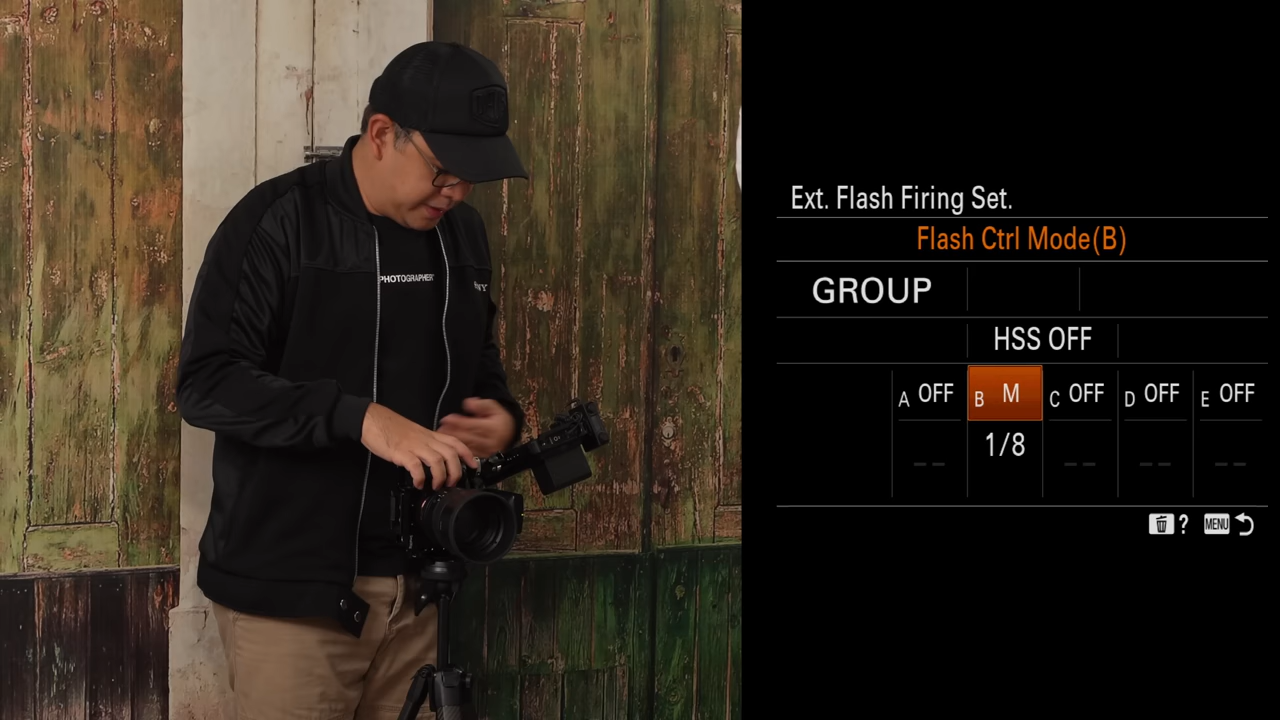 PHOTOGRAPHER
Ext. Flash Firing Set.
Flash Ctrl Mode(B)
GROUP
HSS OFF
A OFF B M C OFF D OFF E OFF
-- 1/8 -- -- --
? MENU